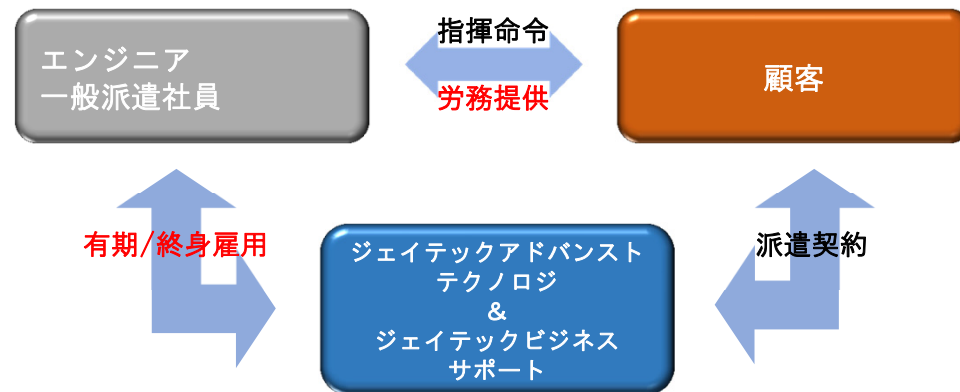 エンジニア
一般派遣社員
指揮命令
労務提供
顧客
有期/終身雇用
ジェイテックアドバンスト
テクノロジ
&
ジェイテックビジネス
サポート
派遣契約